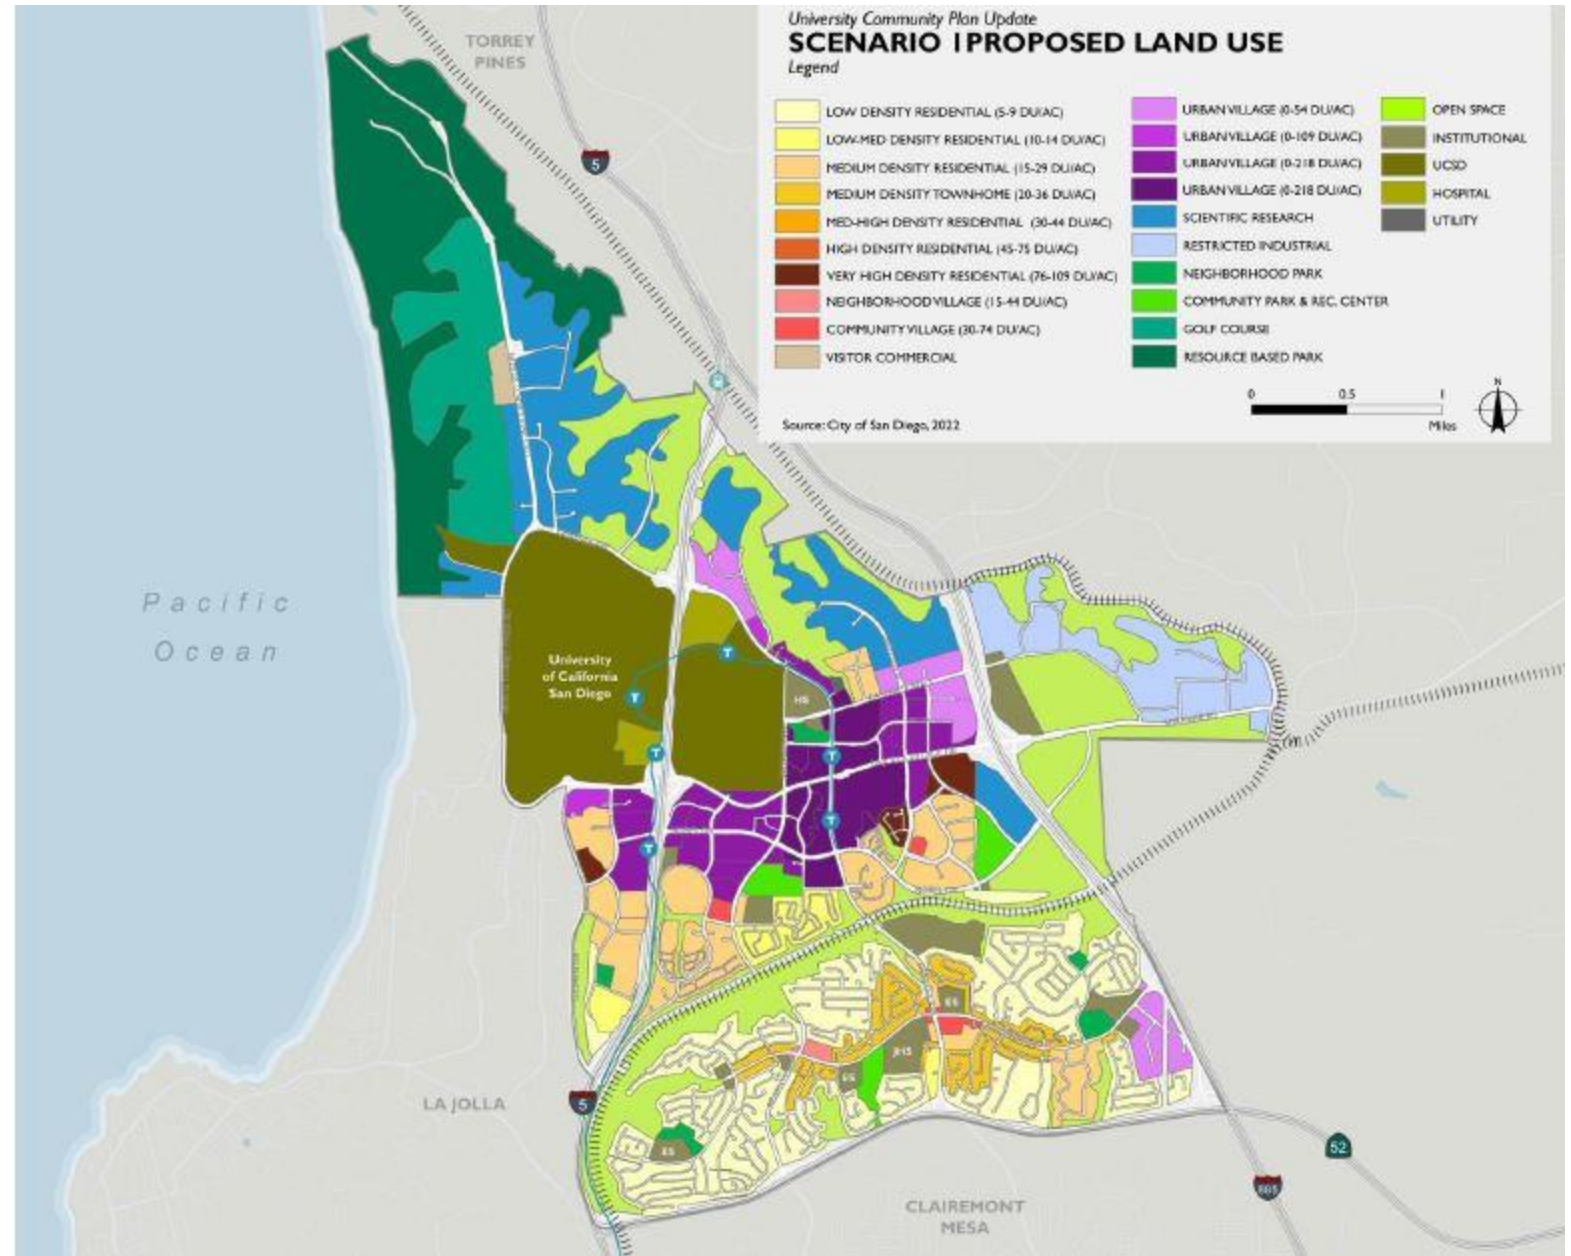 University Community Plan Update
SCENARIO 1 PROPOSED LAND USE
Legend
LOW DENSITY RESIDENTIAL (5-9 DU/AC)
LOW-MED DENSITY RESIDENTIAL (10-14 DU/AC)
MEDIUM DENSITY RESIDENTIAL (15-29 DU/AC)
MEDIUM DENSITY TOWNHOME (20-36 DU/AC)
MED-HIGH DENSITY RESIDENTIAL (30-44 DU/AC)
HIGH DENSITY RESIDENTIAL (45-75 DU/AC)
VERY HIGH DENSITY RESIDENTIAL (76-109 DU/AC)
NEIGHBORHOOD VILLAGE (15-44 DU/AC)
COMMUNITY VILLAGE (30-74 DU/AC)
VISITOR COMMERCIAL
URBAN VILLAGE (0-54 DU/AC)
URBAN VILLAGE (0-109 DU/AC)
URBAN VILLAGE (0-218 DU/AC)
URBAN VILLAGE (0-218 DU/AC)
SCIENTIFIC RESEARCH
RESTRICTED INDUSTRIAL
NEIGHBORHOOD PARK
COMMUNITY PARK & REC. CENTER
GOLF COURSE
RESOURCE BASED PARK
OPEN SPACE
INSTITUTIONAL
UCSD
HOSPITAL
UTILITY
0 0.5 1
Miles
N
Source: City of San Diego, 2022
TORREY
PINES
5
Pacific
Ocean
University
of California
San Diego
T
T
T
T
T
T
HS
ES
JHS
ES
ES
LA JOLLA
5
52
CLAIREMONT
MESA